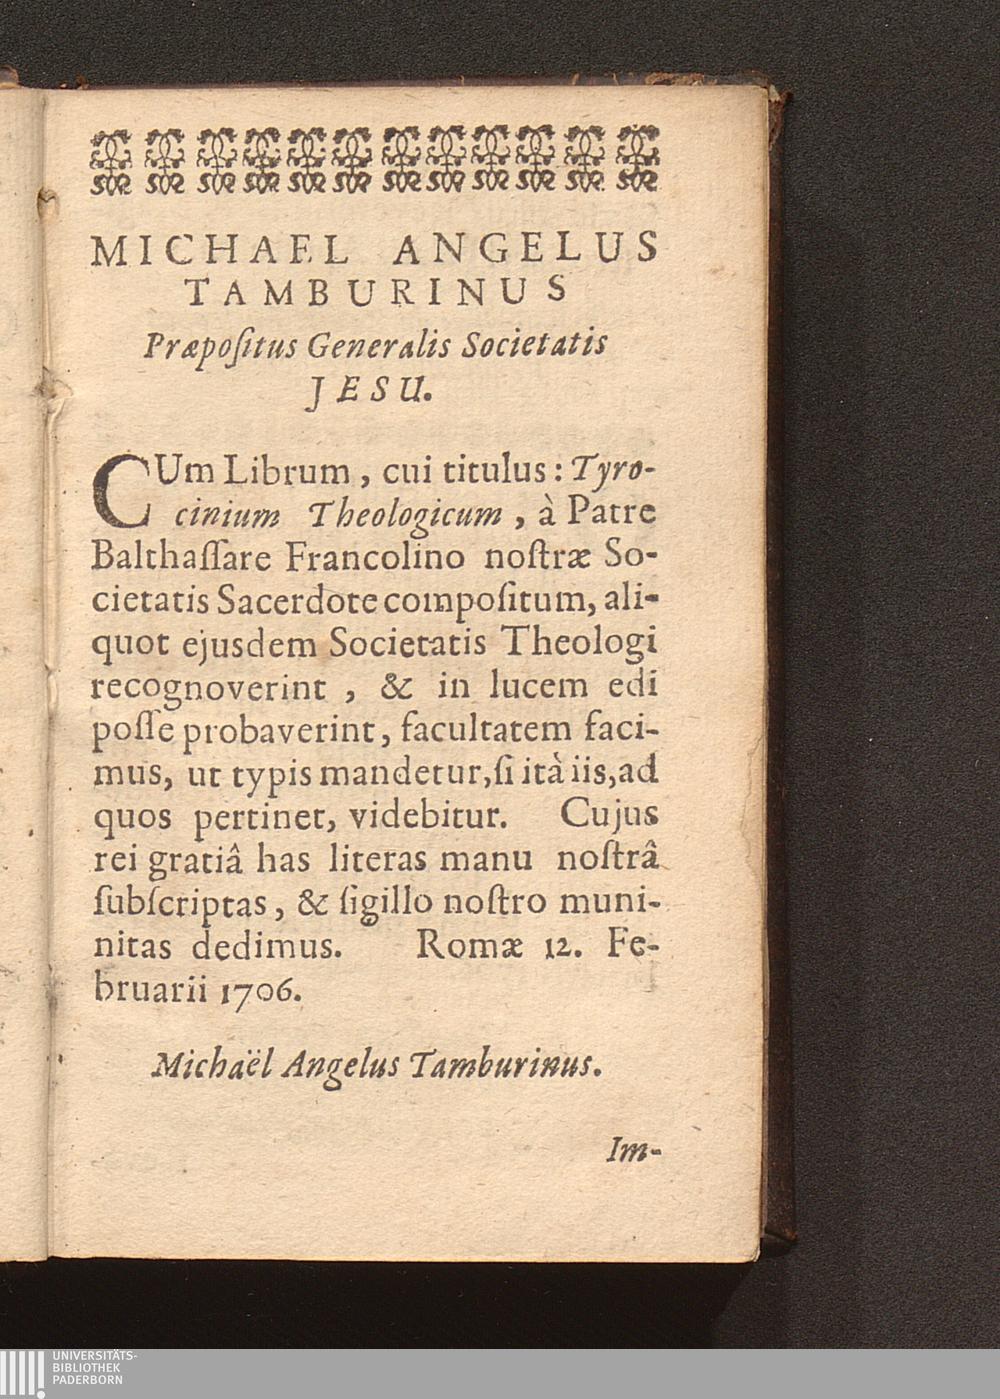 MICHAEL ANGELUS
TAMBURINUS
Præpoſitus Generalis Societatis
JESU.
CUm Librum, cui titulus: Tyro-
cinium Theologicum, à Patre
Balthaſſare Francolino noſtræ So-
cietatis Sacerdote compoſitum, ali-
quot ejusdem Societatis Theologi
recognoverint, & in lucem edi
poſſe probaverint, facultatem faci-
mus, ut typis mandetur, ſi ità iis, ad
quos pertinet, videbitur. Cujus
rei gratiâ has literas manu noſtrâ
ſubſcriptas, & ſigillo noſtro muni-
nitas dedimus. Romæ 12. Fe-
bruarii 1706.
Michaël Angelus Tamburinus.
Im-
UNIVERSITÄTS-
BIBLIOTHEK
PADERBORN